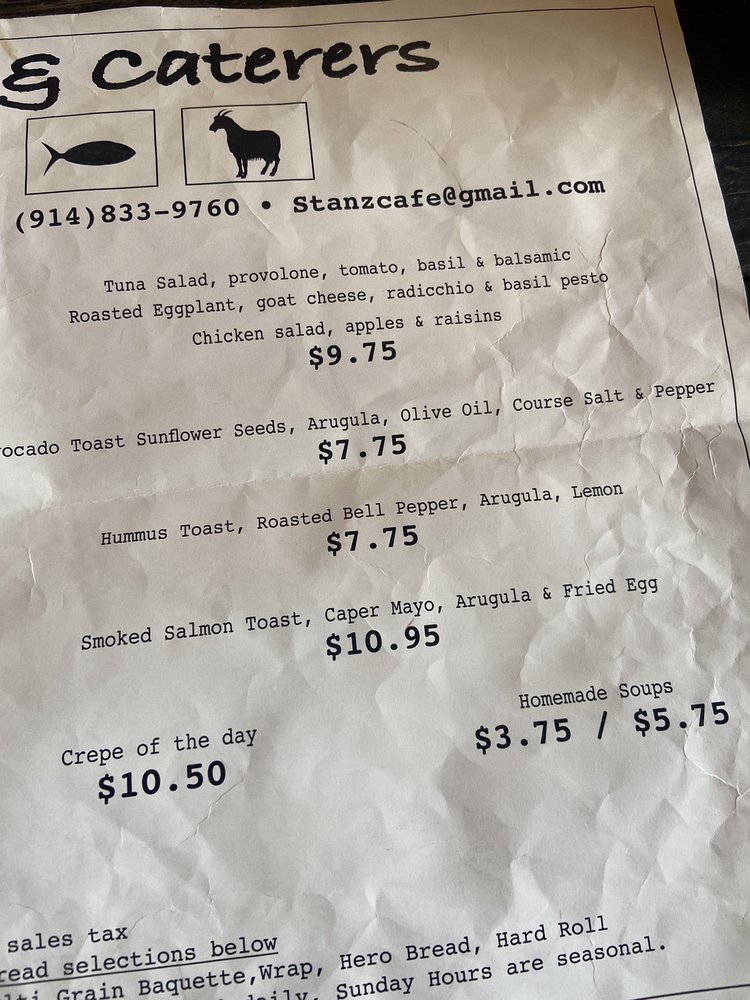 & Caterers
(914)833-9760 • Stanzcafe@gmail.com
Tuna Salad, provolone, tomato, basil & balsamic
Roasted Eggplant, goat cheese, radicchio & basil pesto
Chicken salad, apples & raisins
$9.75
ocado Toast Sunflower Seeds, Arugula, Olive Oil, Course Salt & Pepper
$7.75
Hummus Toast, Roasted Bell Pepper, Arugula, Lemon
$7.75
Smoked Salmon Toast, Caper Mayo, Arugula & Fried Egg
$10.95
Homemade Soups
$3.75 / $5.75
Crepe of the day
$10.50
sales tax
read selections below
lti Grain Baquette,Wrap, Hero Bread, Hard Roll
daily, Sunday Hours are seasonal.